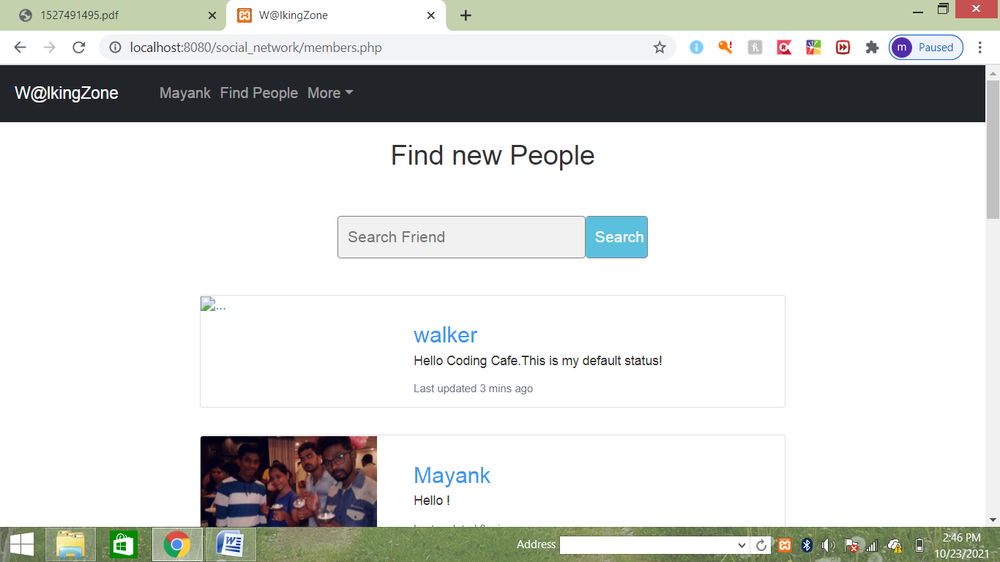 1527491495.pdf
W@lkingZone
localhost:8080/social_network/members.php
m Paused
W@lkingZone Mayank Find People More
Find new People
Search Friend Search
...
walker
Hello Coding Cafe.This is my default status!
Last updated 3 mins ago
Mayank
Hello !
Address
2:46 PM
10/23/2021